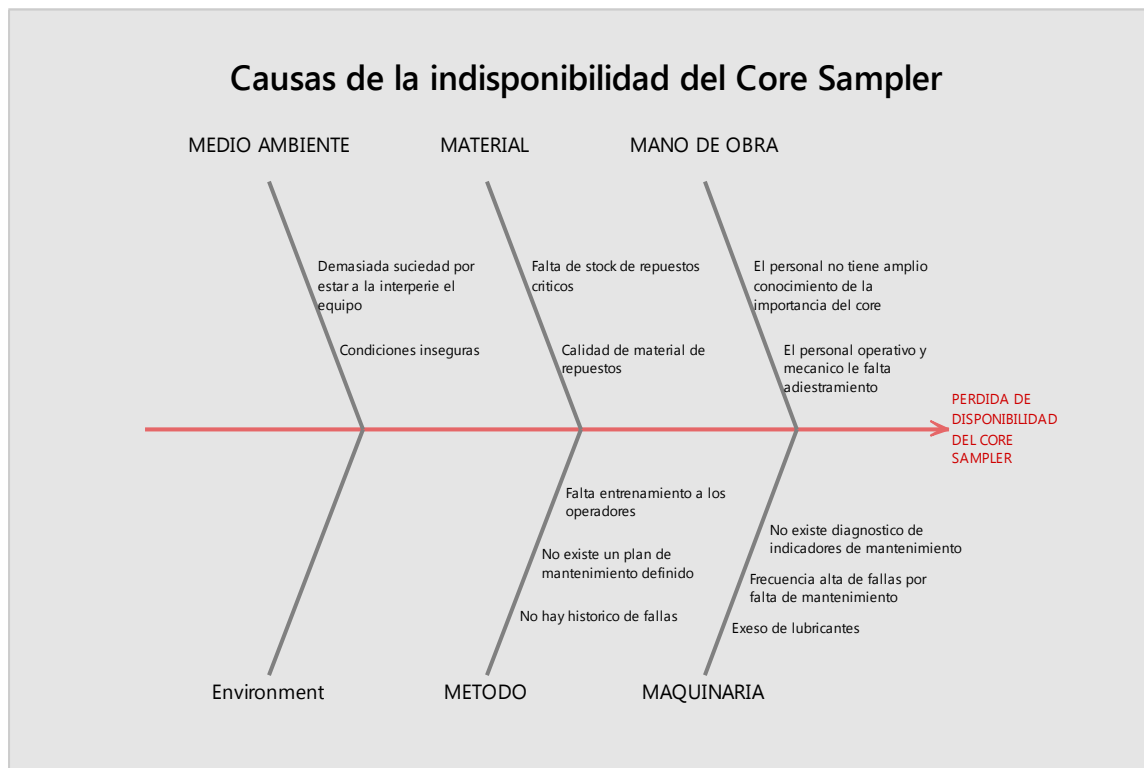 Causas de la indisponibilidad del Core Sampler
MEDIO AMBIENTE
MATERIAL
MANO DE OBRA
Demasiada suciedad por
estar a la interperie el
equipo
Condiciones inseguras
Falta de stock de repuestos
criticos
Calidad de material de
repuestos
El personal no tiene amplio
conocimiento de la
importancia del core
El personal operativo y
mecanico le falta
adiestramiento
PERDIDA DE
DISPONIBILIDAD
DEL CORE
SAMPLER
Falta entrenamiento a los
operadores
No existe un plan de
mantenimiento definido
No hay historico de fallas
No existe diagnostico de
indicadores de mantenimiento
Frecuencia alta de fallas por
falta de mantenimiento
Exeso de lubricantes
Environment
METODO
MAQUINARIA